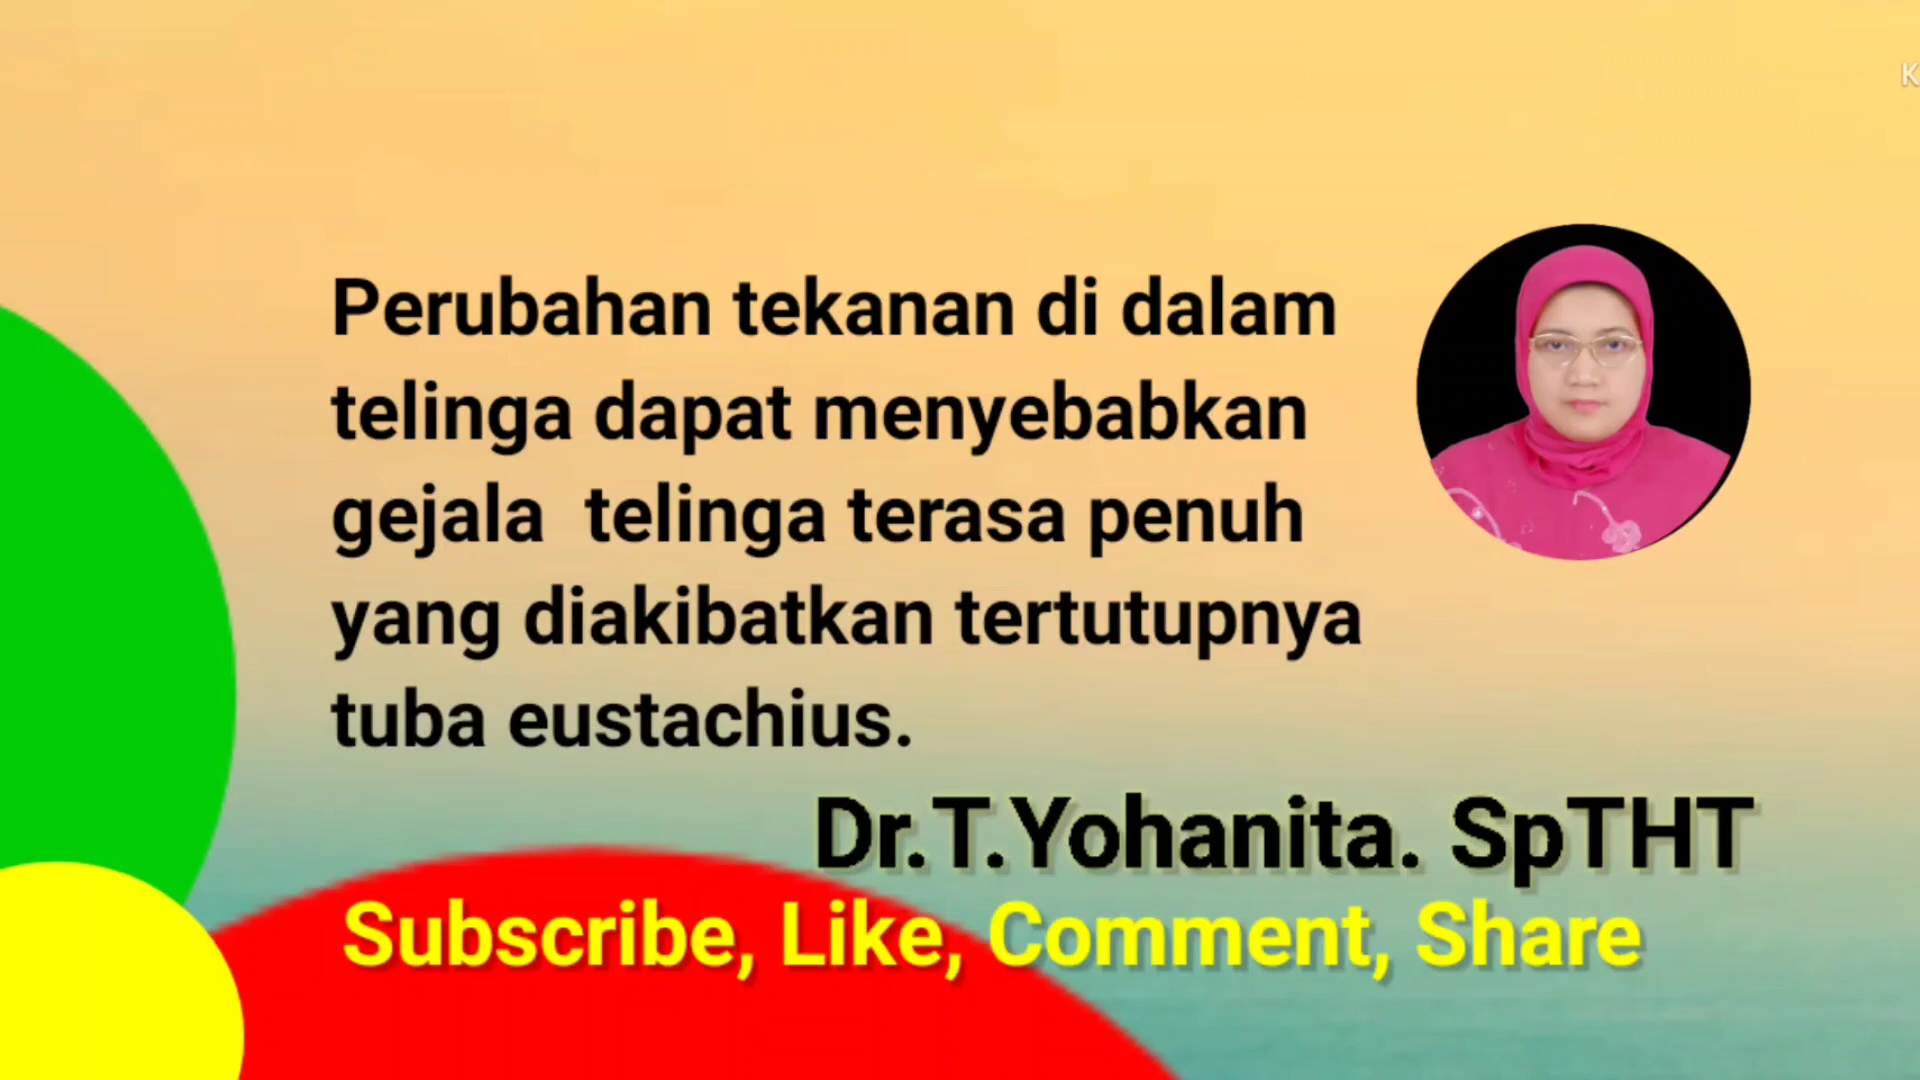 Perubahan tekanan di dalam
telinga dapat menyebabkan
gejala  telinga terasa penuh
yang diakibatkan tertutupnya
tuba eustachius.
Dr.T.Yohanita. SpTHT
Subscribe, Like, Comment, Share